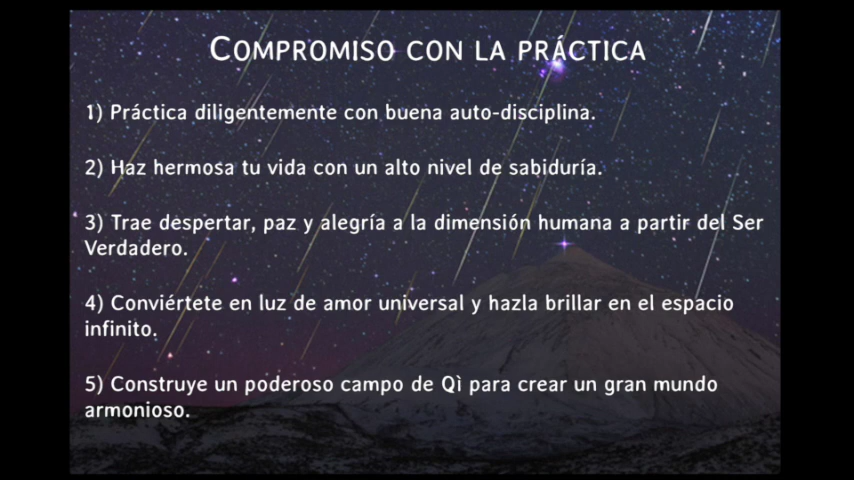 Compromiso con la práctica
1) Práctica diligentemente con buena auto-disciplina.
2) Haz hermosa tu vida con un alto nivel de sabiduría.
3) Trae despertar, paz y alegría a la dimensión humana a partir del Ser
Verdadero.
4) Conviértete en luz de amor universal y hazla brillar en el espacio
infinito.
5) Construye un poderoso campo de Qì para crear un gran mundo
armonioso.